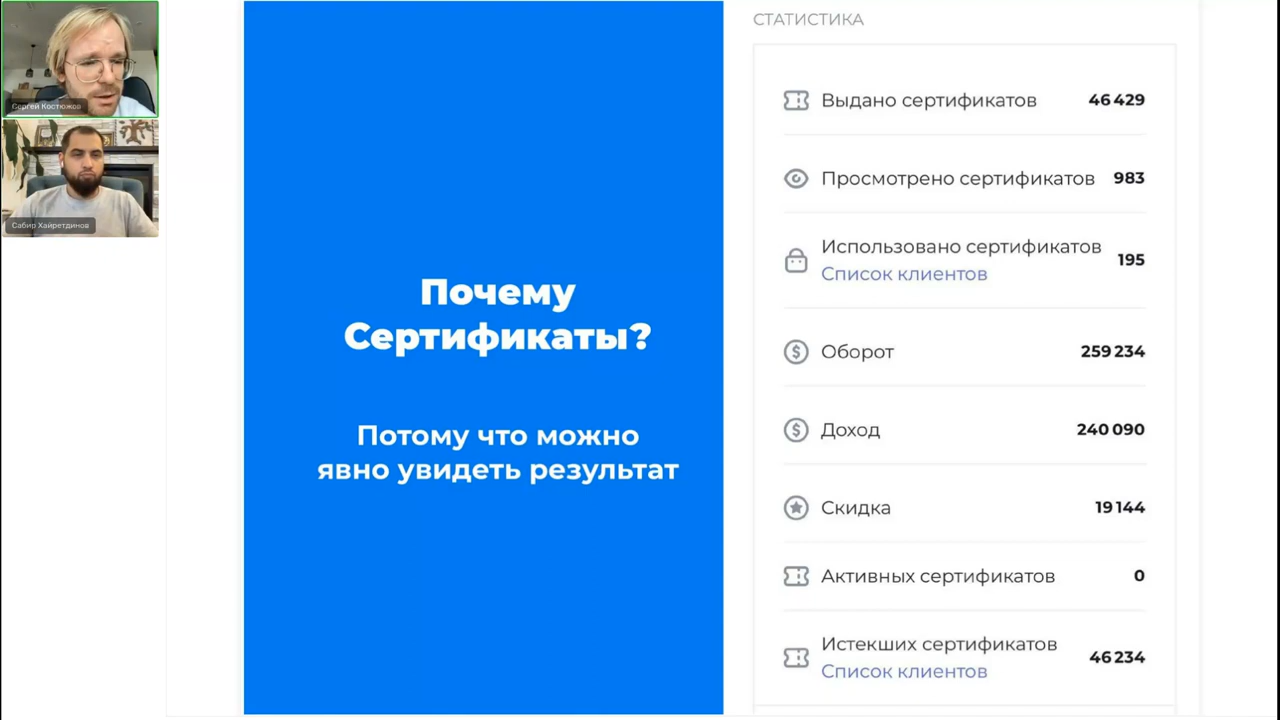 Сергей Костюжов
Сабир Хайретдинов
Почему
Сертификаты?
Потому что можно
явно увидеть результат
СТАТИСТИКА
Выдано сертификатов 46 429
Просмотрено сертификатов 983
Использовано сертификатов 195
Список клиентов
Оборот 259 234
Доход 240 090
Скидка 19 144
Активных сертификатов 0
Истекших сертификатов 46 234
Список клиентов